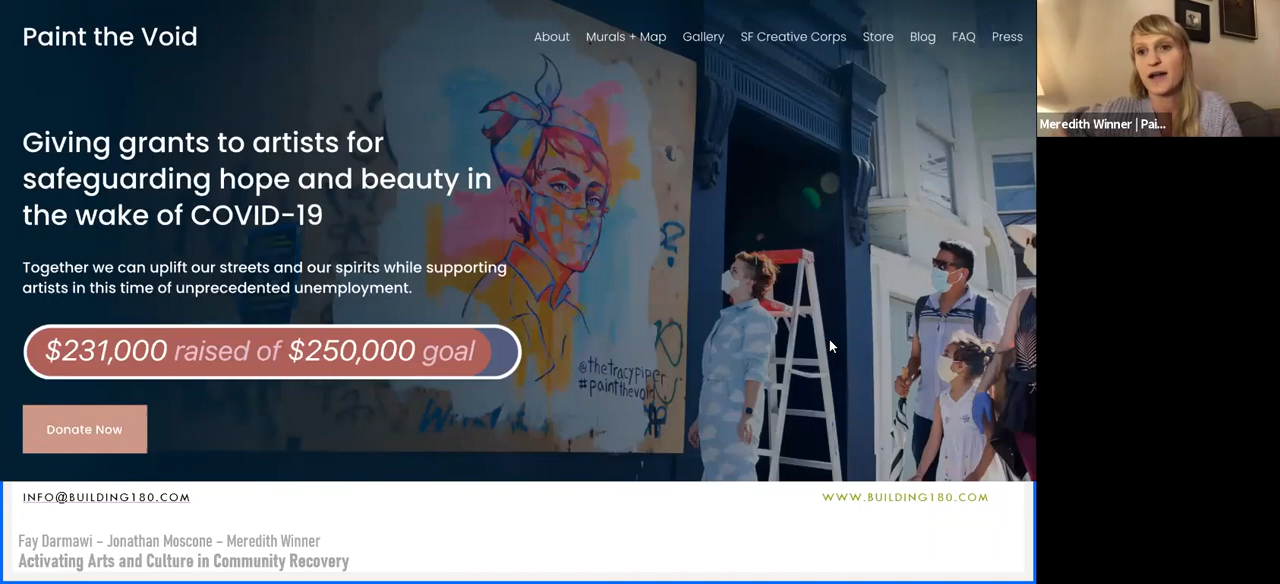 Paint the Void
About Murals + Map Gallery SF Creative Corps Store Blog FAQ Press
Giving grants to artists for
safeguarding hope and beauty in
the wake of COVID-19
Together we can uplift our streets and our spirits while supporting
artists in this time of unprecedented unemployment.
$231,000 raised of $250,000 goal
Donate Now
@thetracypiper
#paintthevoid
INFO@BUILDING180.COM
WWW.BUILDING180.COM
Fay Darmawi – Jonathan Moscone – Meredith Winner
Activating Arts and Culture in Community Recovery
Meredith Winner | Pai...